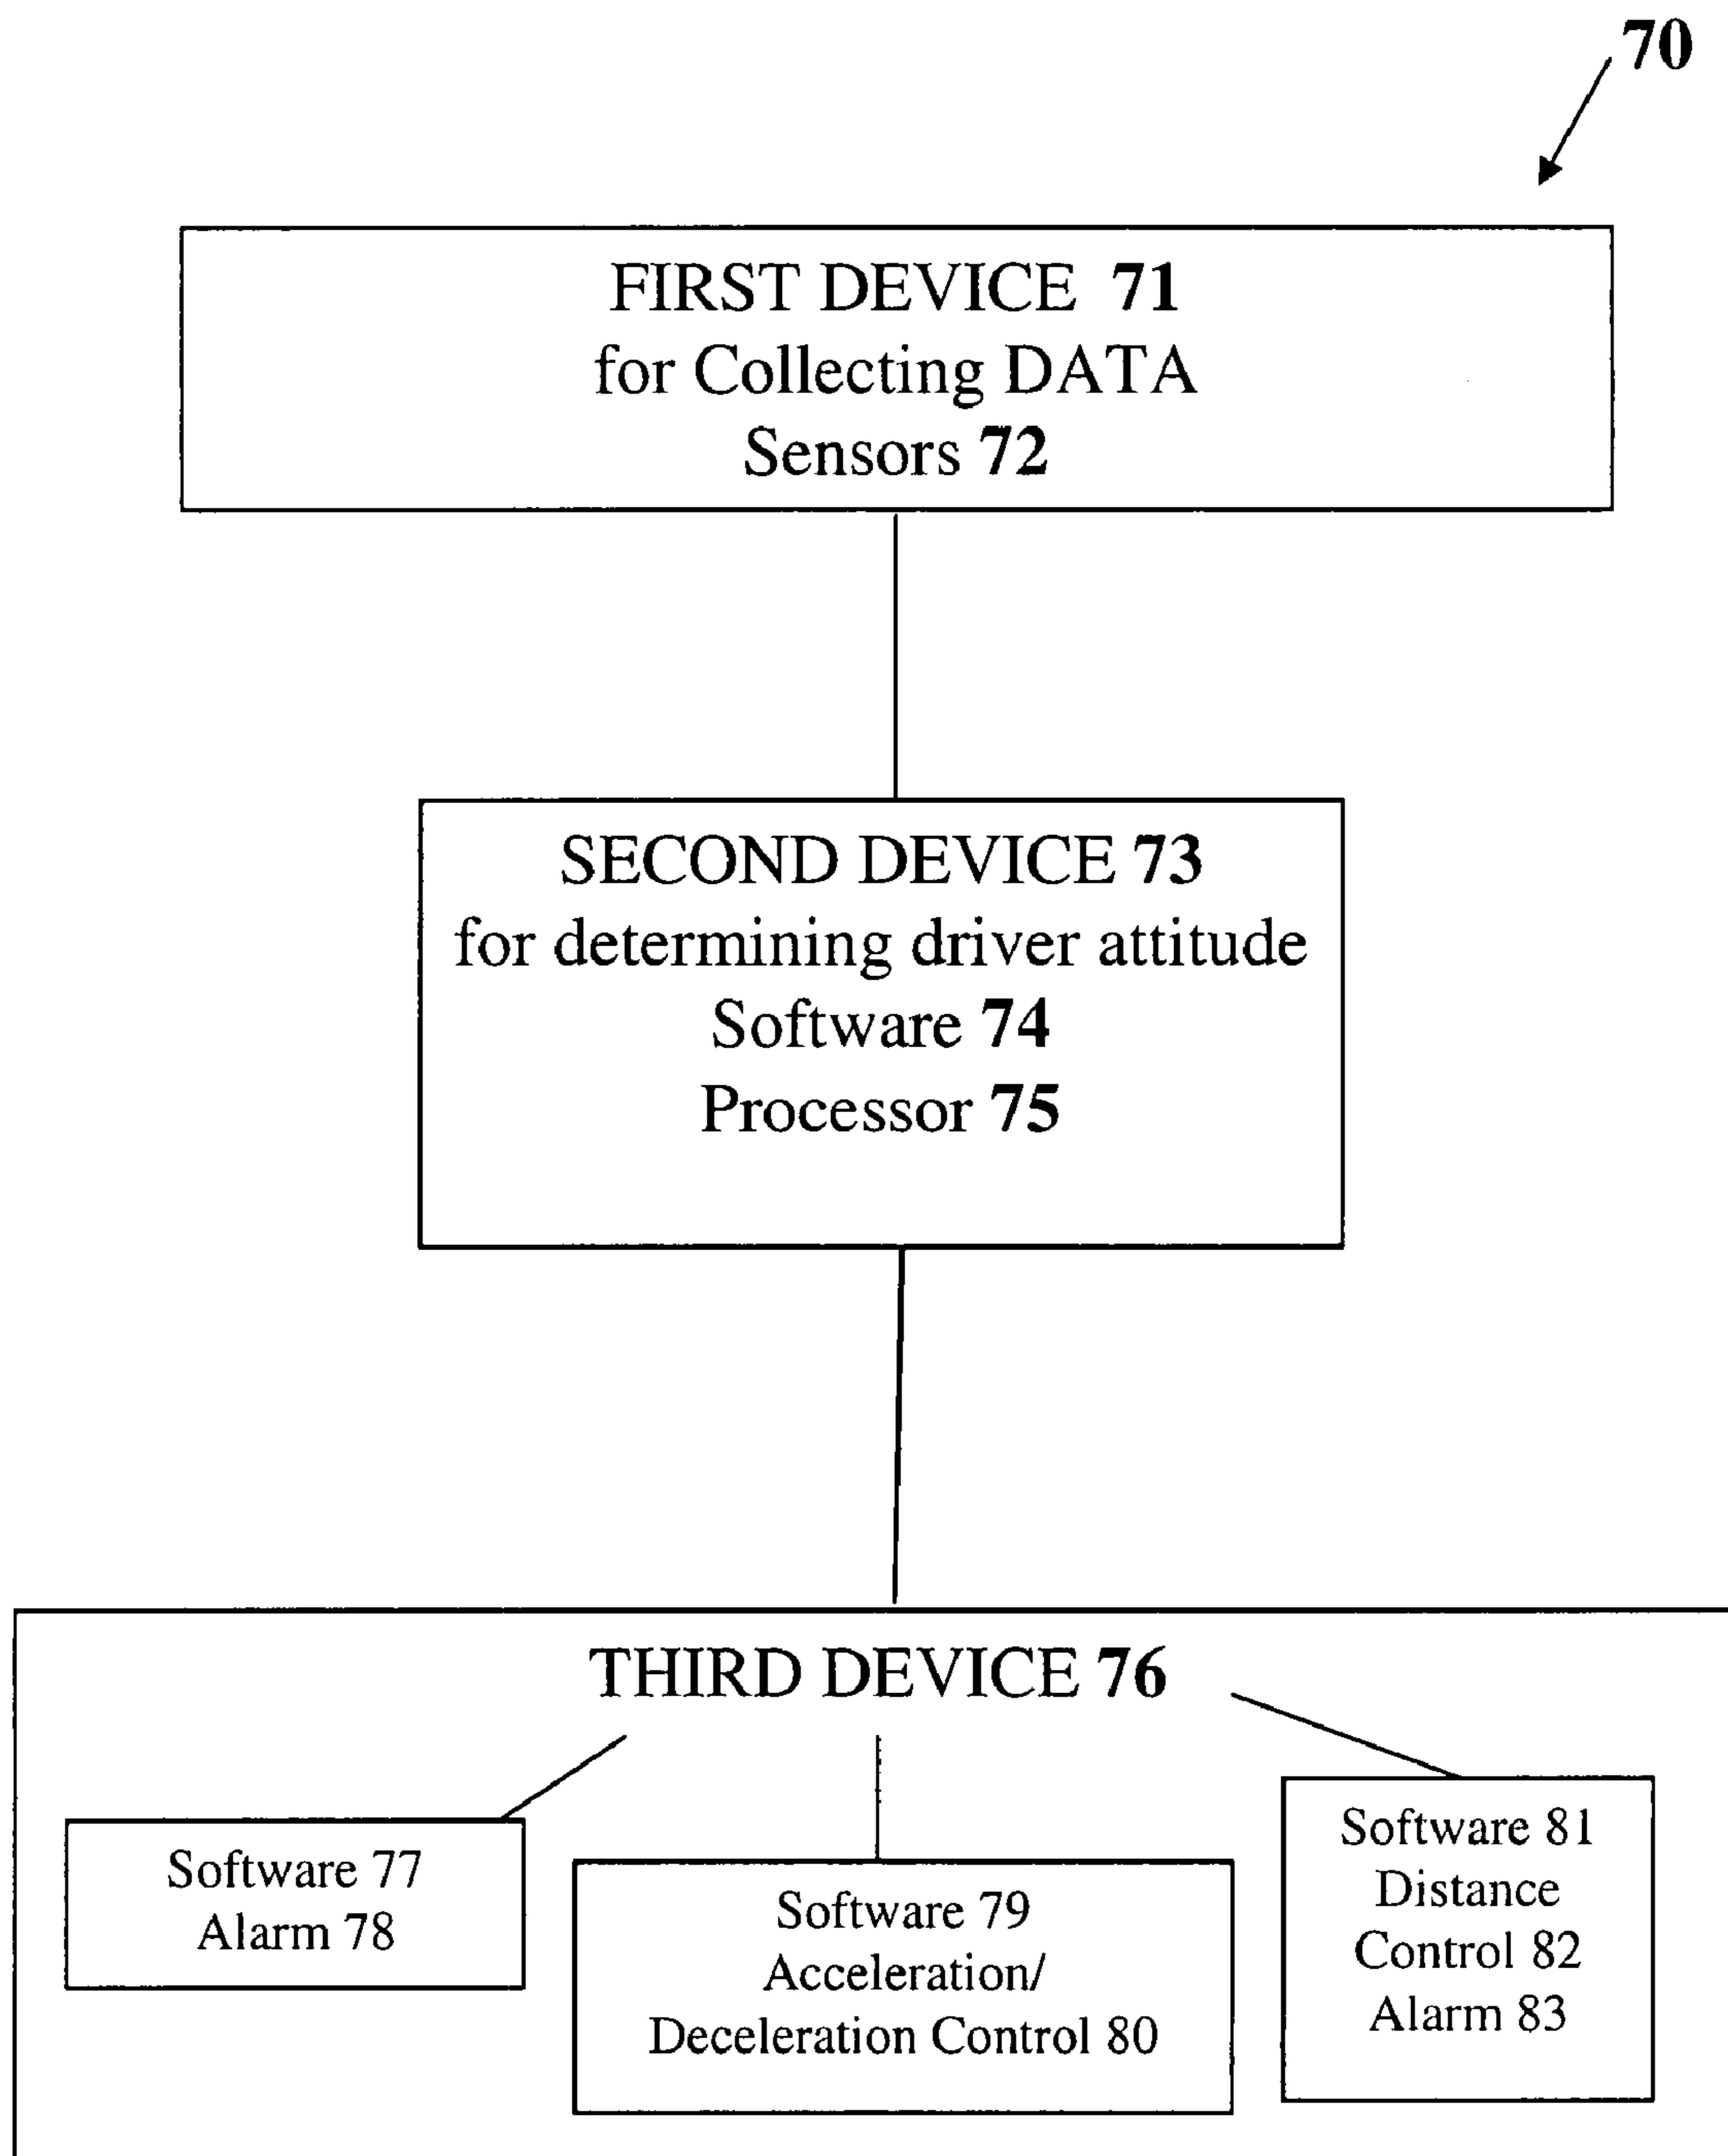 70
FIRST DEVICE 71
for Collecting DATA
Sensors 72
SECOND DEVICE 73
for determining driver attitude
Software 74
Processor 75
THIRD DEVICE 76
Software 77
Alarm 78
Software 79
Acceleration/
Deceleration Control 80
Software 81
Distance
Control 82
Alarm 83